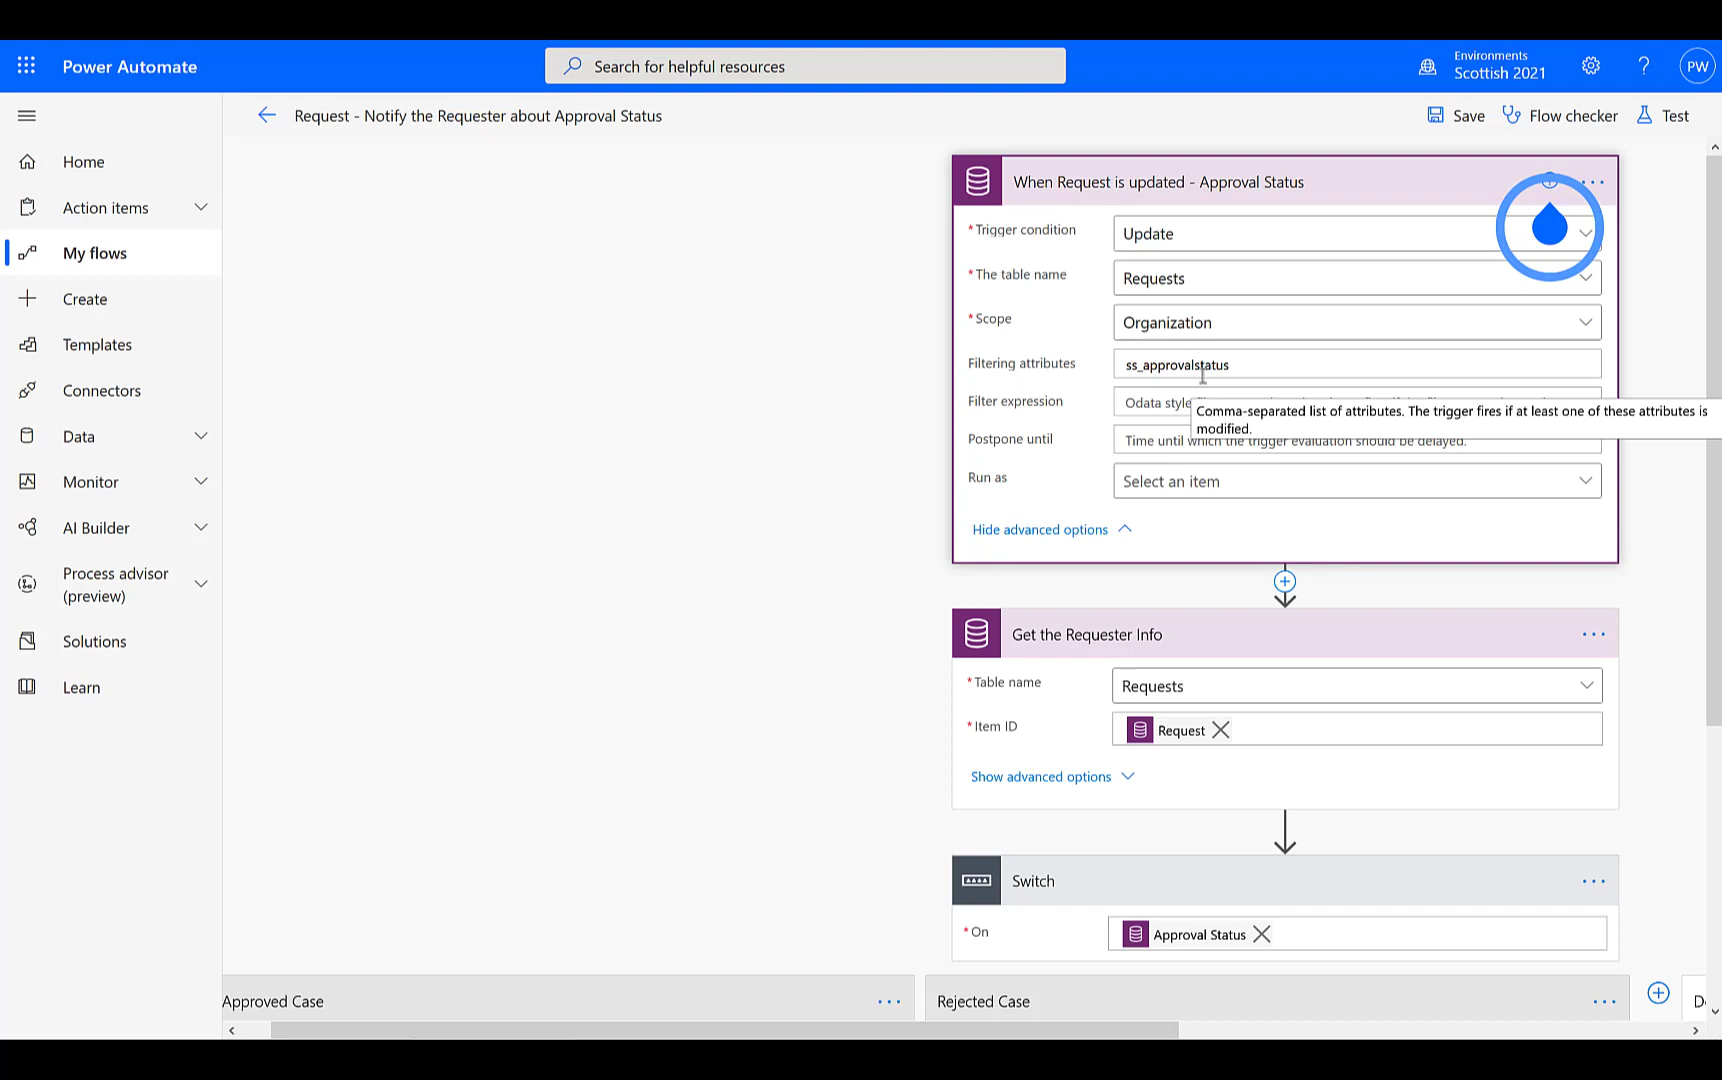 Power Automate
Search for helpful resources
Environments
Scottish 2021
?
PW
Request - Notify the Requester about Approval Status
Save
Flow checker
Test
Home
Action items
My flows
Create
Templates
Connectors
Data
Monitor
AI Builder
Process advisor
(preview)
Solutions
Learn
When Request is updated - Approval Status
* Trigger condition
Update
* The table name
Requests
* Scope
Organization
Filtering attributes
ss_approvalstatus
Filter expression
Odata style
Comma-separated list of attributes. The trigger fires if at least one of these attributes is
modified.
Postpone until
Time until which the trigger evaluation should be delayed.
Run as
Select an item
Hide advanced options
Get the Requester Info
* Table name
Requests
* Item ID
Request
Show advanced options
Switch
* On
Approval Status
Approved Case
Rejected Case